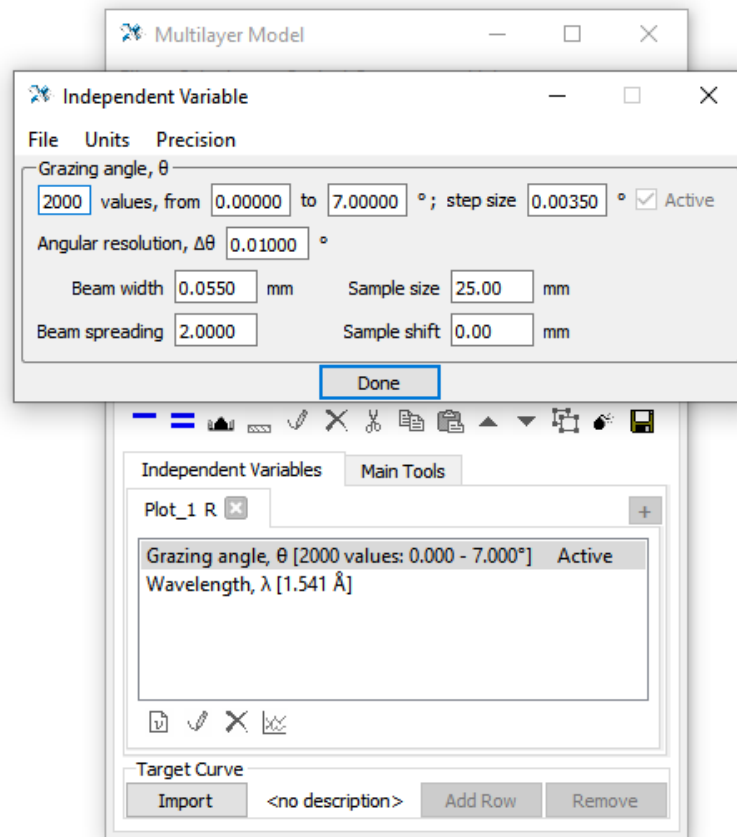 Multilayer Model
Independent Variable
File Units Precision
Grazing angle, θ
2000 values, from 0.00000 to 7.00000 ° ; step size 0.00350 ° Active
Angular resolution, Δθ 0.01000 °
Beam width 0.0550 mm Sample size 25.00 mm
Beam spreading 2.0000 Sample shift 0.00 mm
Done
Independent Variables Main Tools
Plot_1 R
+
Grazing angle, θ [2000 values: 0.000 - 7.000°] Active
Wavelength, λ [1.541 Å]
Target Curve
Import <no description> Add Row Remove